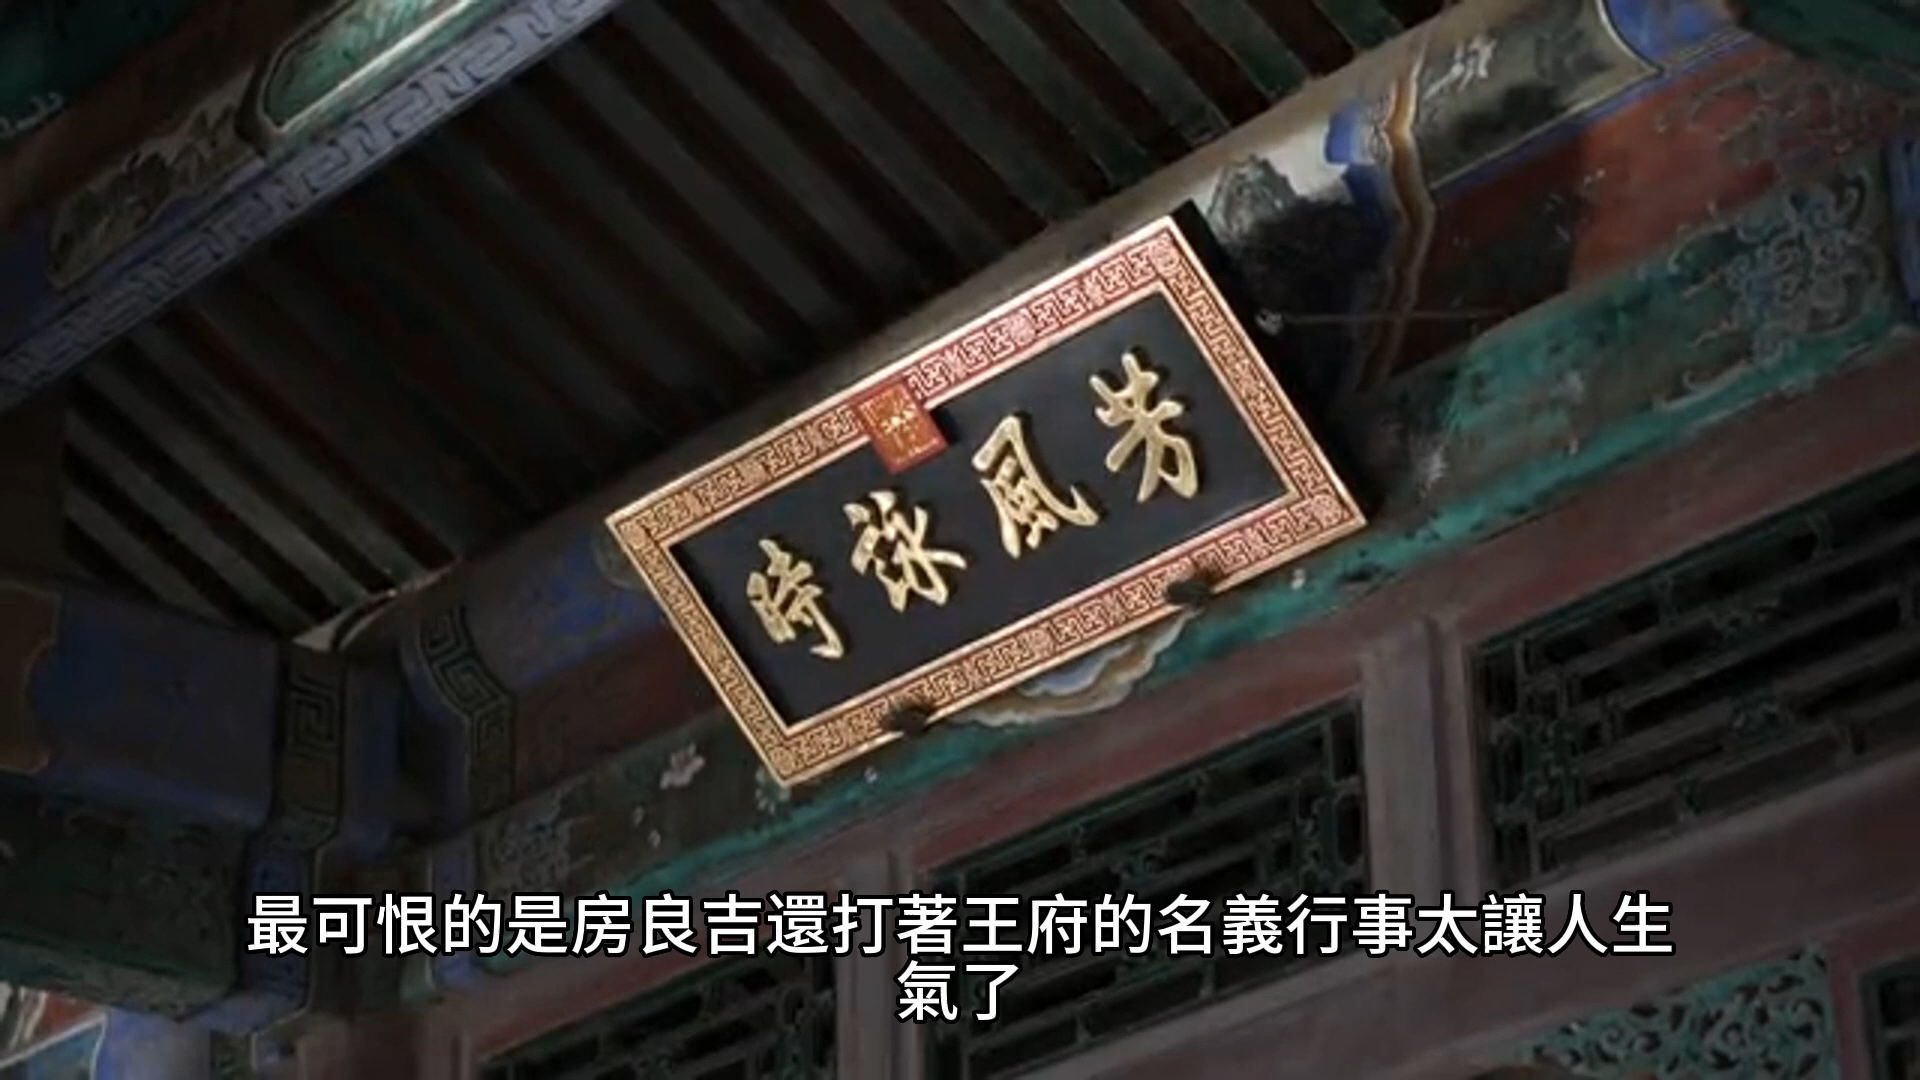 芳風詠時
最可恨的是房良吉還打著王府的名義行事太讓人生
氣了